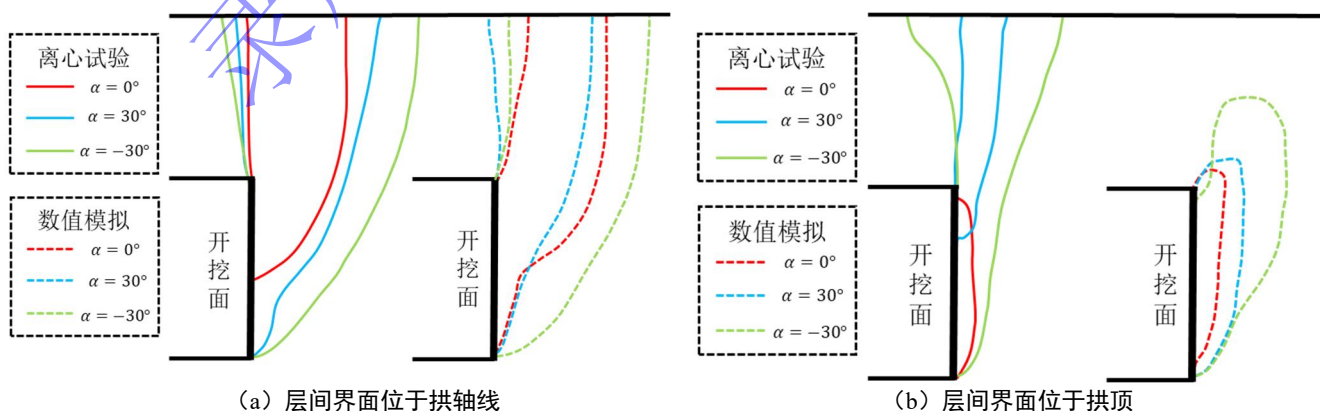 离心试验
α = 0°
α = 30°
α = −30°
数值模拟
α = 0°
α = 30°
α = −30°
开挖面
开挖面
(a) 层间界面位于拱轴线
离心试验
α = 0°
α = 30°
α = −30°
数值模拟
α = 0°
α = 30°
α = −30°
开挖面
开挖面
(b) 层间界面位于拱顶